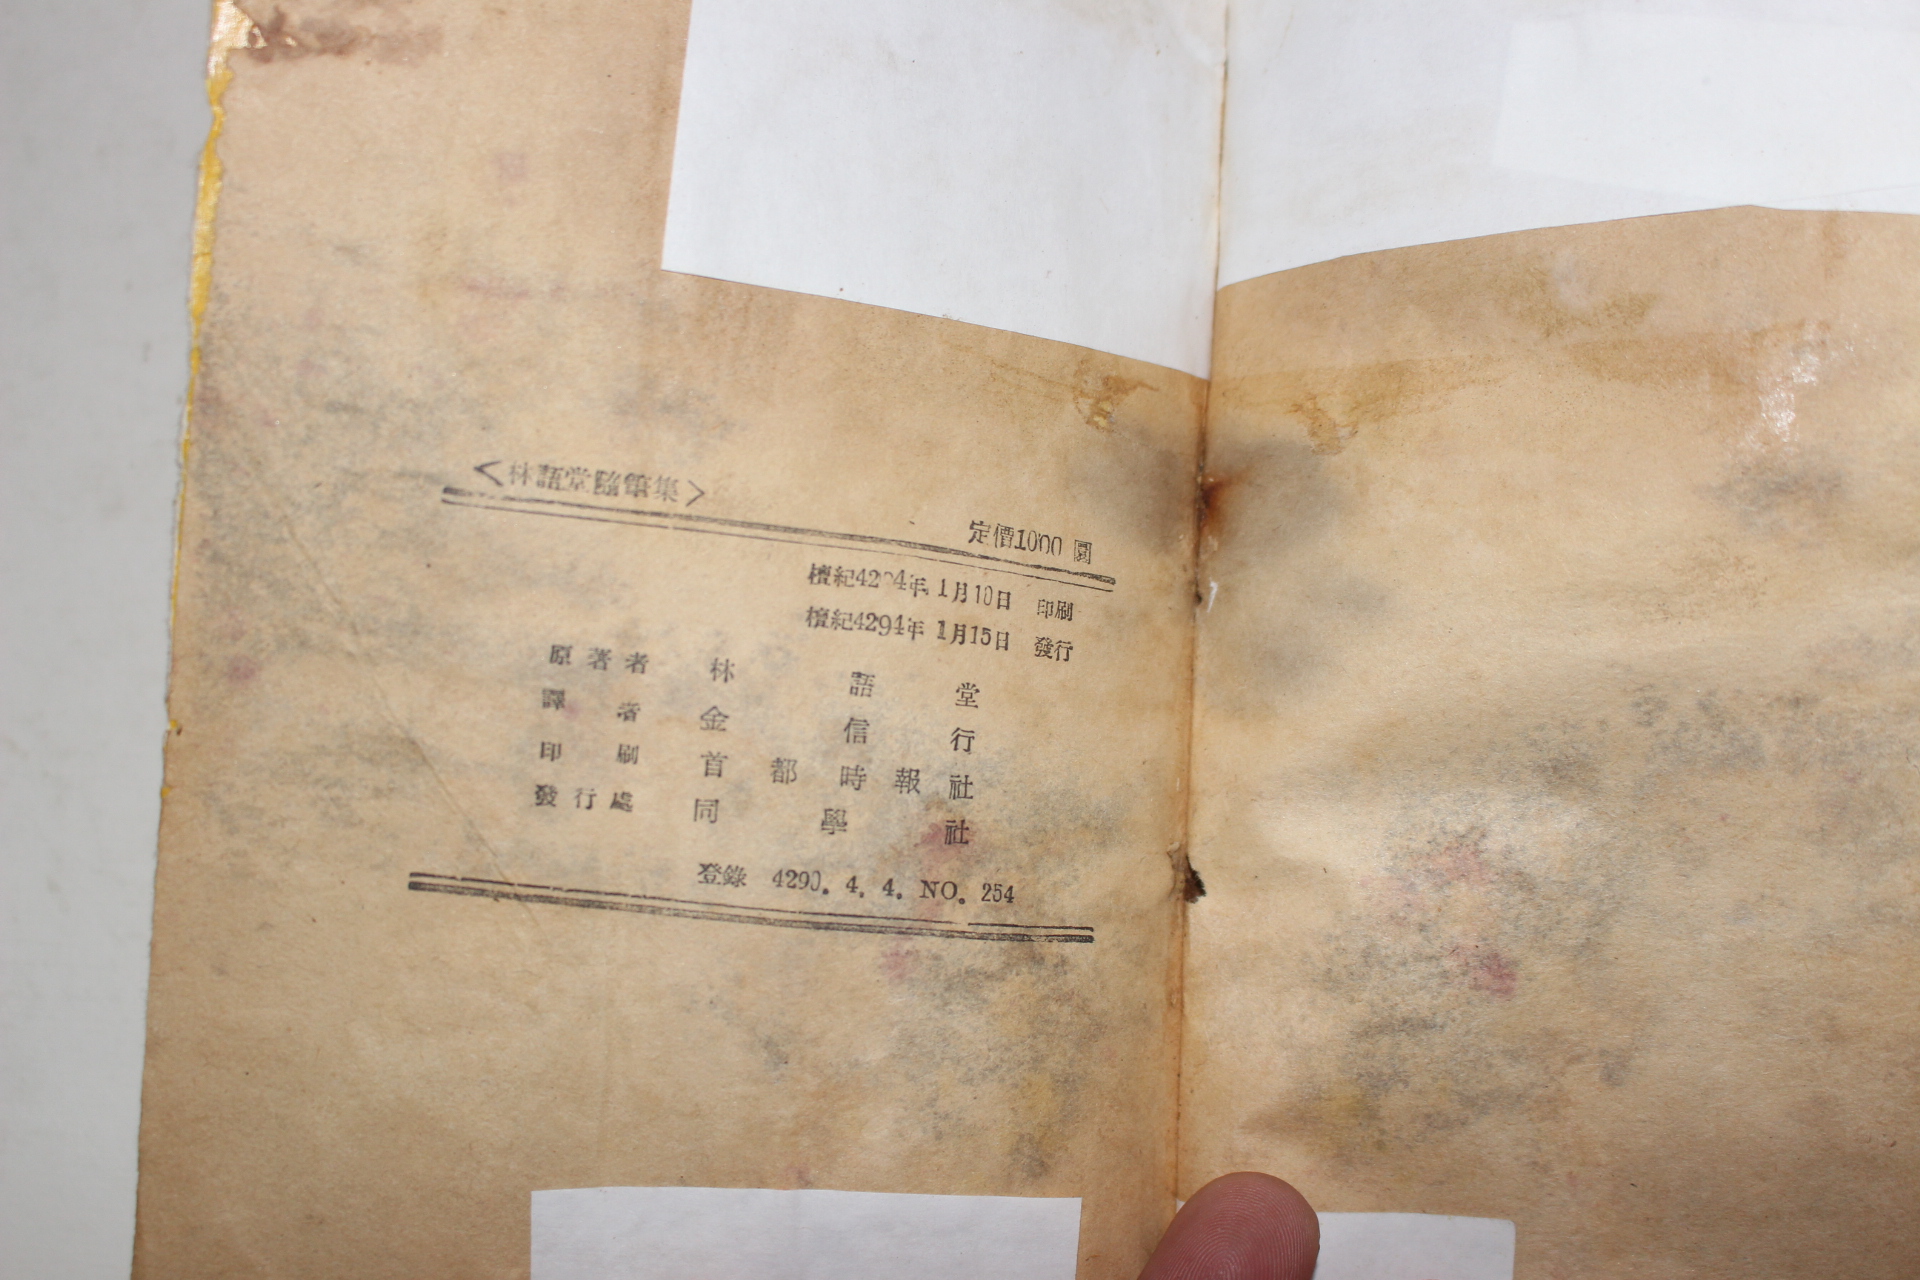 <林語堂隨筆集>
定價1000圜
檀紀4294年 1月10日 印刷
檀紀4294年 1月15日 發行
原著者 林語堂
譯者 金信行
印刷 首都時報社
發行處 同學社
登錄 4290. 4. 4. NO. 254